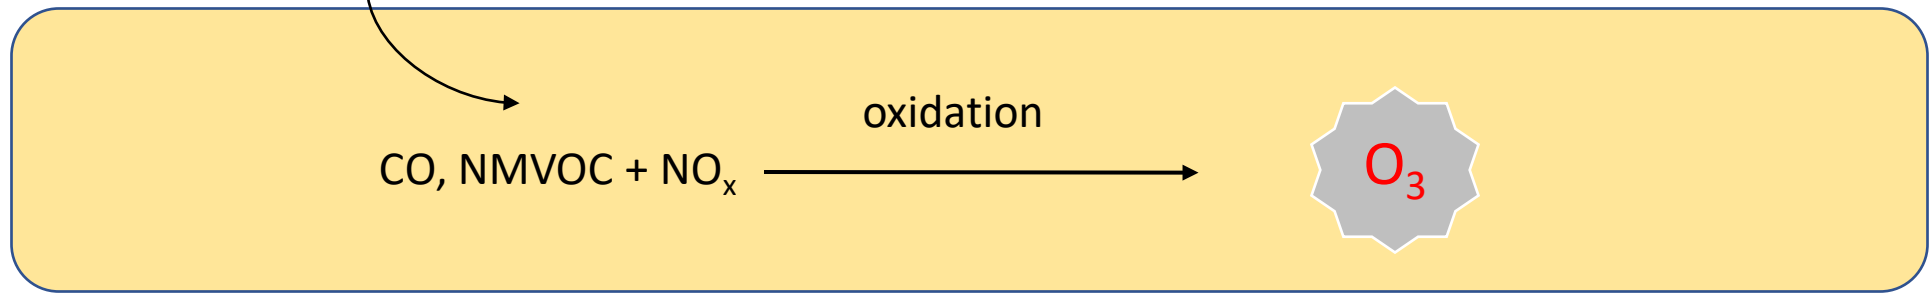 oxidation
CO, NMVOC + NOₓ
O₃